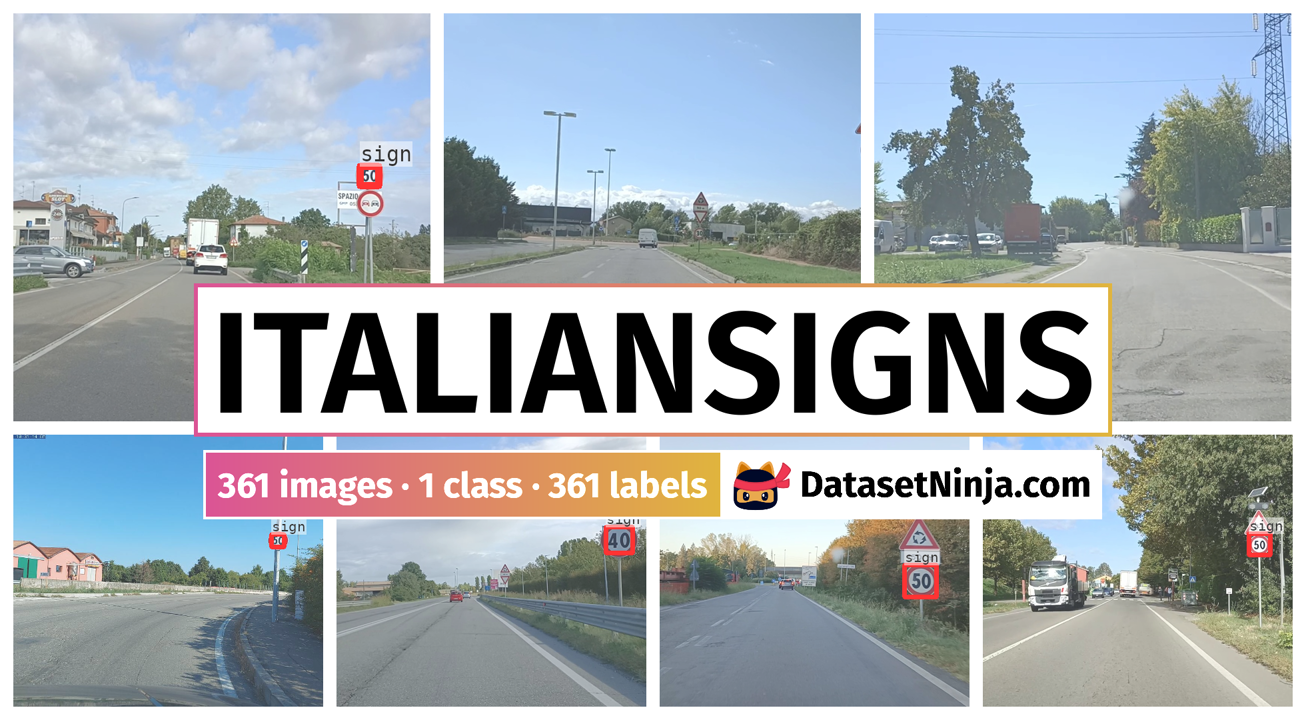 sign
50
SPAZIO
ITALIANSIGNS
361 images · 1 class · 361 labels
DatasetNinja.com
sign
50
sign
40
sign
50
sign
50